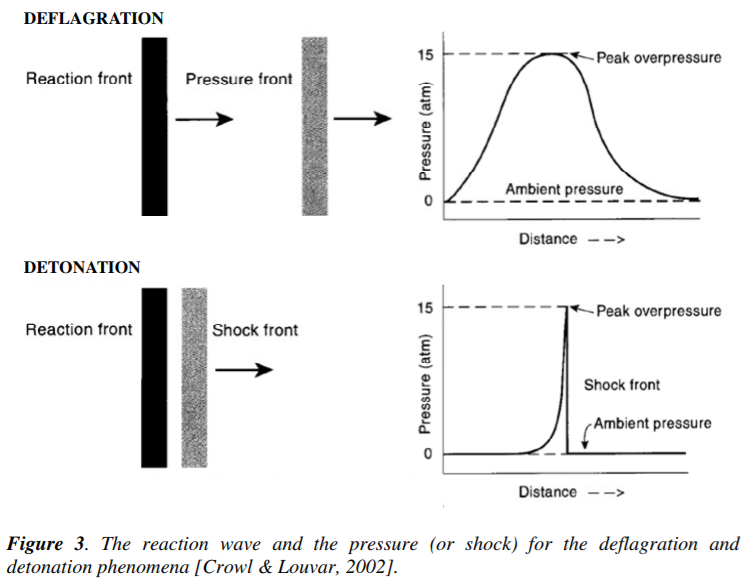 DEFLAGRATION
Reaction front
Pressure front
Pressure (atm)
15
0
Peak overpressure
Ambient pressure
Distance -->
DETONATION
Reaction front
Shock front
Pressure (atm)
15
0
Peak overpressure
Shock front
Ambient pressure
Distance -->
Figure 3. The reaction wave and the pressure (or shock) for the deflagration and
detonation phenomena [Crowl & Louvar, 2002].